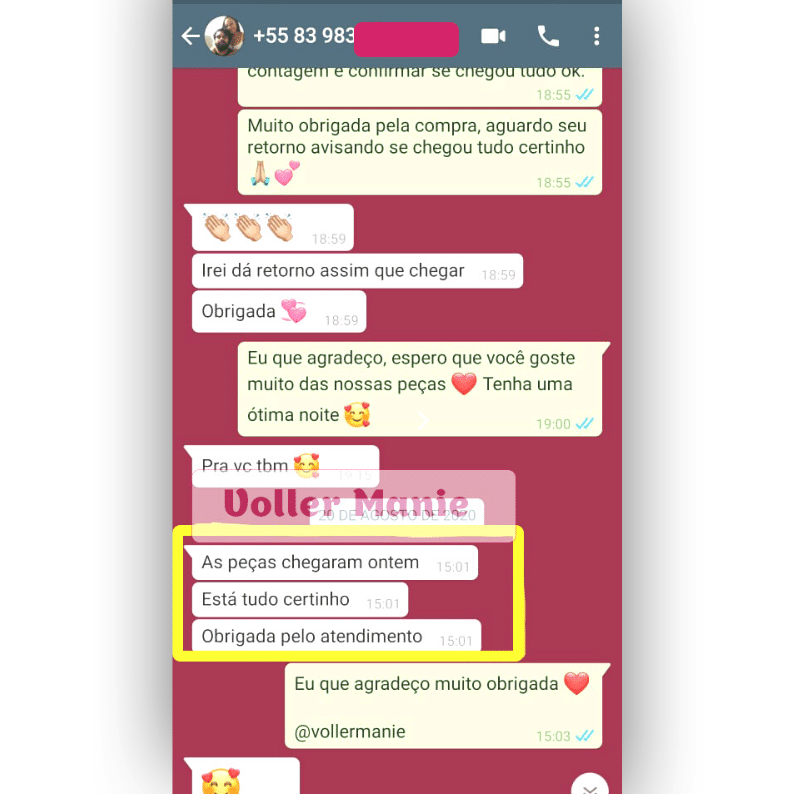 +55 83 983
contagem e confirmar se chegou tudo ok.
18:55
Muito obrigada pela compra, aguardo seu
retorno avisando se chegou tudo certinho
🙏🏼💕
18:55
👏🏼👏🏼👏🏼 18:59
Irei dá retorno assim que chegar 18:59
Obrigada 💞 18:59
Eu que agradeço, espero que você goste
muito das nossas peças ❤️ Tenha uma
ótima noite 🥰 19:00
Pra vc tbm 🥰 19:15
Voller Manie
20 DE AGOSTO DE 2020
As peças chegaram ontem 15:01
Está tudo certinho 15:01
Obrigada pelo atendimento 15:01
Eu que agradeço muito obrigada ❤️
@vollermanie 15:03
🥰